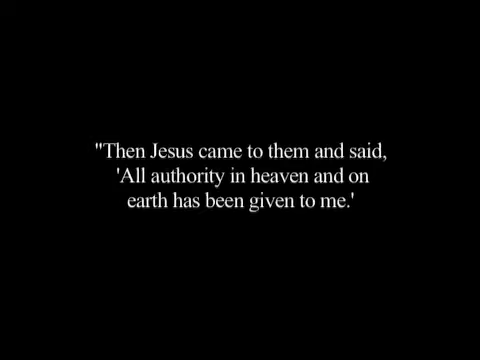 "Then Jesus came to them and said,
'All authority in heaven and on
earth has been given to me.'